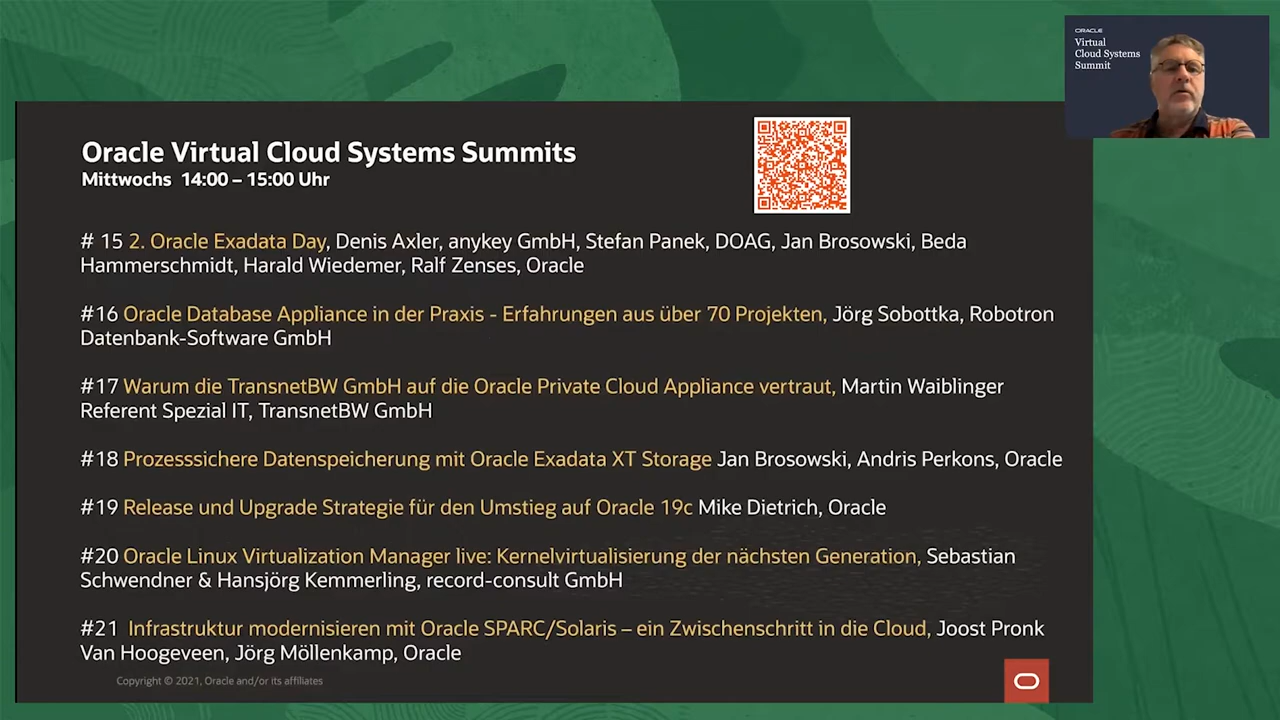 ORACLE
Virtual
Cloud Systems
Summit
Oracle Virtual Cloud Systems Summits
Mittwochs 14:00 – 15:00 Uhr
# 15 2. Oracle Exadata Day, Denis Axler, anykey GmbH, Stefan Panek, DOAG, Jan Brosowski, Beda
Hammerschmidt, Harald Wiedemer, Ralf Zenses, Oracle
#16 Oracle Database Appliance in der Praxis - Erfahrungen aus über 70 Projekten, Jörg Sobottka, Robotron
Datenbank-Software GmbH
#17 Warum die TransnetBW GmbH auf die Oracle Private Cloud Appliance vertraut, Martin Waiblinger
Referent Spezial IT, TransnetBW GmbH
#18 Prozesssichere Datenspeicherung mit Oracle Exadata XT Storage Jan Brosowski, Andris Perkons, Oracle
#19 Release und Upgrade Strategie für den Umstieg auf Oracle 19c Mike Dietrich, Oracle
#20 Oracle Linux Virtualization Manager live: Kernelvirtualisierung der nächsten Generation, Sebastian
Schwendner & Hansjörg Kemmerling, record-consult GmbH
#21 Infrastruktur modernisieren mit Oracle SPARC/Solaris – ein Zwischenschritt in die Cloud, Joost Pronk
Van Hoogeveen, Jörg Möllenkamp, Oracle
Copyright © 2021, Oracle and/or its affiliates